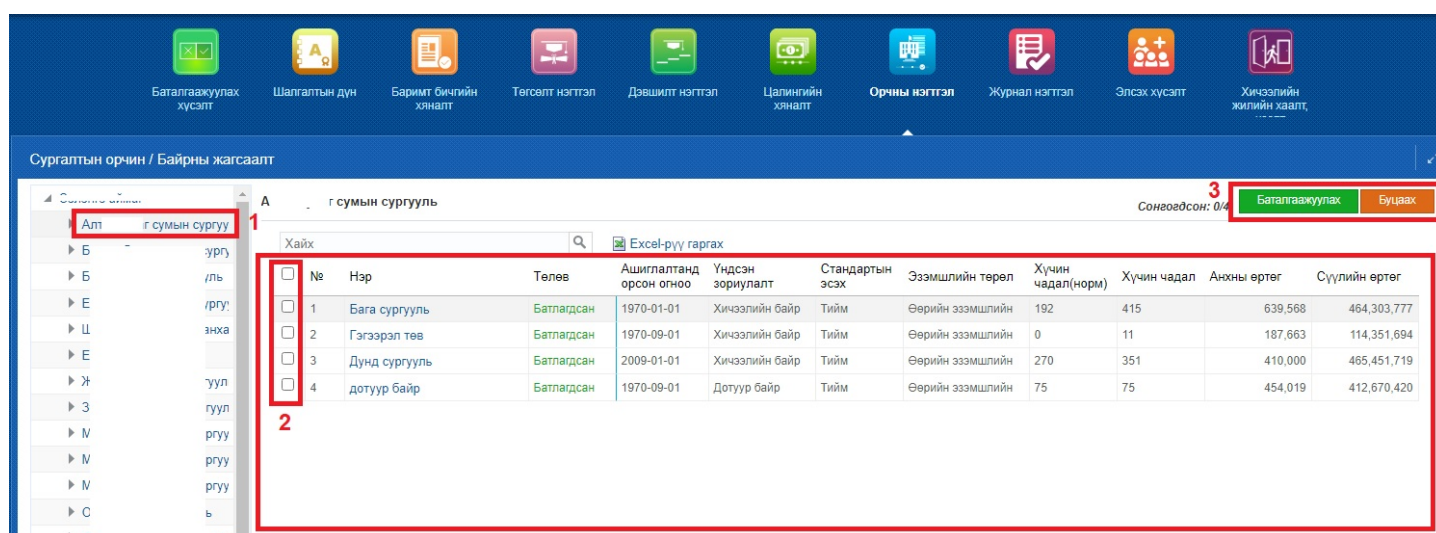 Баталгаажуулах хүсэлт
Шалгалтын дүн
Баримт бичгийн хяналт
Төгсөлт нэгтгэл
Дэвшилт нэгтгэл
Цалингийн хяналт
Орчны нэгтгэл
Журнал нэгтгэл
Элсэх хүсэлт
Хичээлийн жилийн хаалт,
Сургалтын орчин / Байрны жагсаалт
А г сумын сургууль
Сонгогдсон: 0/4
3
Баталгаажуулах
Буцаах
Алт г сумын сургуу
1
Хайх
Excel-рүү гаргах
№ Нэр Төлөв Ашиглалтанд орсон огноо Үндсэн зориулалт Стандартын эсэх Эзэмшлийн төрөл Хүчин чадал(норм) Хүчин чадал Анхны өртөг Сүүлийн өртөг
1 Бага сургууль Батлагдсан 1970-01-01 Хичээлийн байр Тийм Өөрийн эзэмшлийн 192 415 639,568 464,303,777
2 Гэгээрэл төв Батлагдсан 1970-09-01 Хичээлийн байр Тийм Өөрийн эзэмшлийн 0 11 187,663 114,351,694
3 Дунд сургууль Батлагдсан 2009-01-01 Хичээлийн байр Тийм Өөрийн эзэмшлийн 270 351 410,000 465,451,719
4 дотуур байр Батлагдсан 1970-09-01 Дотуур байр Тийм Өөрийн эзэмшлийн 75 75 454,019 412,670,420
2